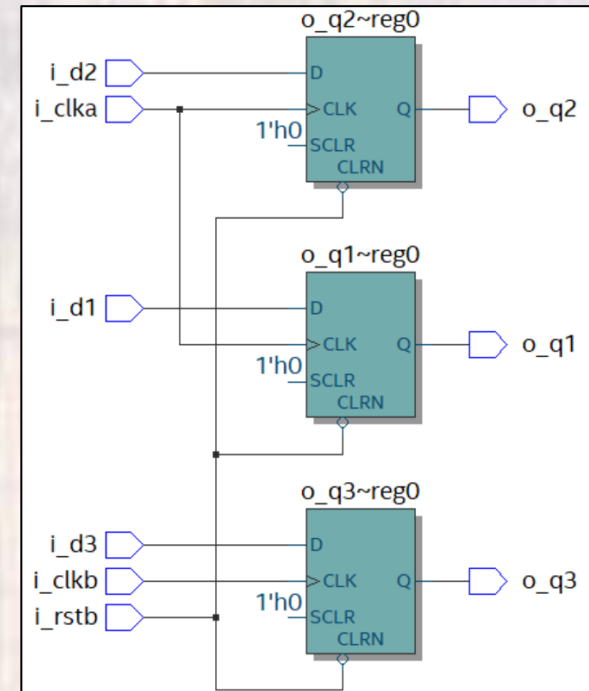 o_q2~reg0
i_d2
D
i_clka
CLK
Q
o_q2
1'h0
SCLR
CLRN
o_q1~reg0
i_d1
D
CLK
Q
o_q1
1'h0
SCLR
CLRN
o_q3~reg0
i_d3
D
i_clkb
CLK
Q
o_q3
1'h0
i_rstb
SCLR
CLRN